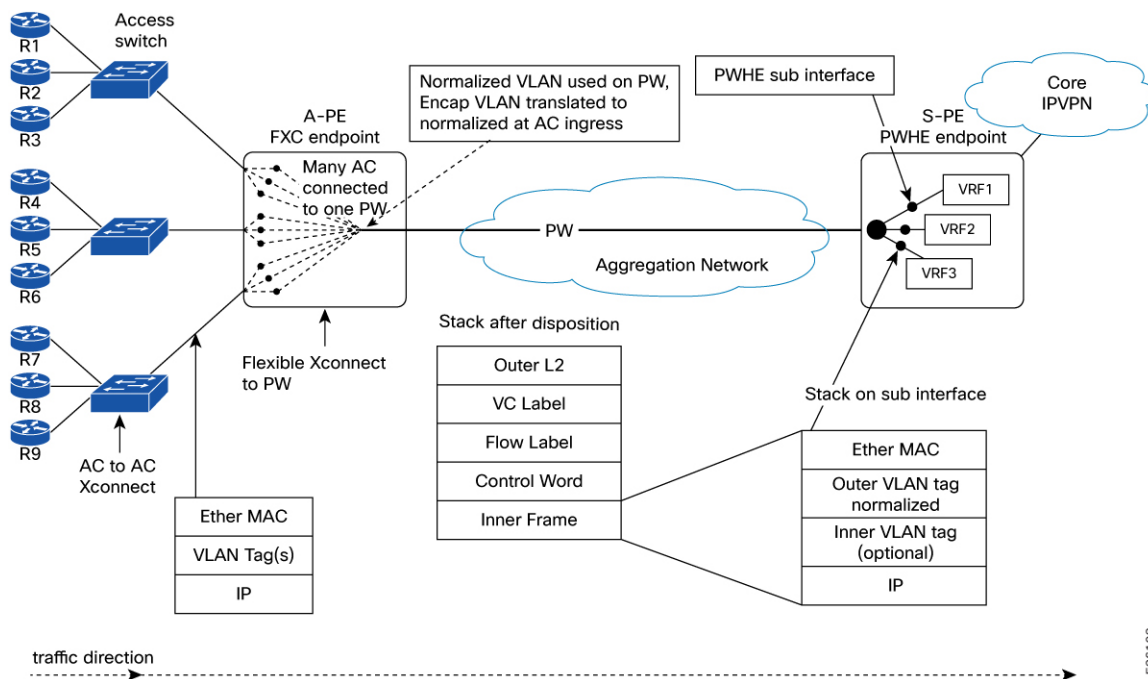 Access
switch
R1
R2
R3
R4
R5
R6
R7
R8
R9
A-PE
FXC endpoint
Many AC
connected
to one PW
Normalized VLAN used on PW,
Encap VLAN translated to
normalized at AC ingress
PWHE sub interface
Core
IPVPN
S-PE
PWHE endpoint
VRF1
VRF2
VRF3
PW
Aggregation Network
Flexible Xconnect
to PW
AC to AC
Xconnect
Ether MAC
VLAN Tag(s)
IP
Stack after disposition
Outer L2
VC Label
Flow Label
Control Word
Inner Frame
Stack on sub interface
Ether MAC
Outer VLAN tag
normalized
Inner VLAN tag
(optional)
IP
traffic direction